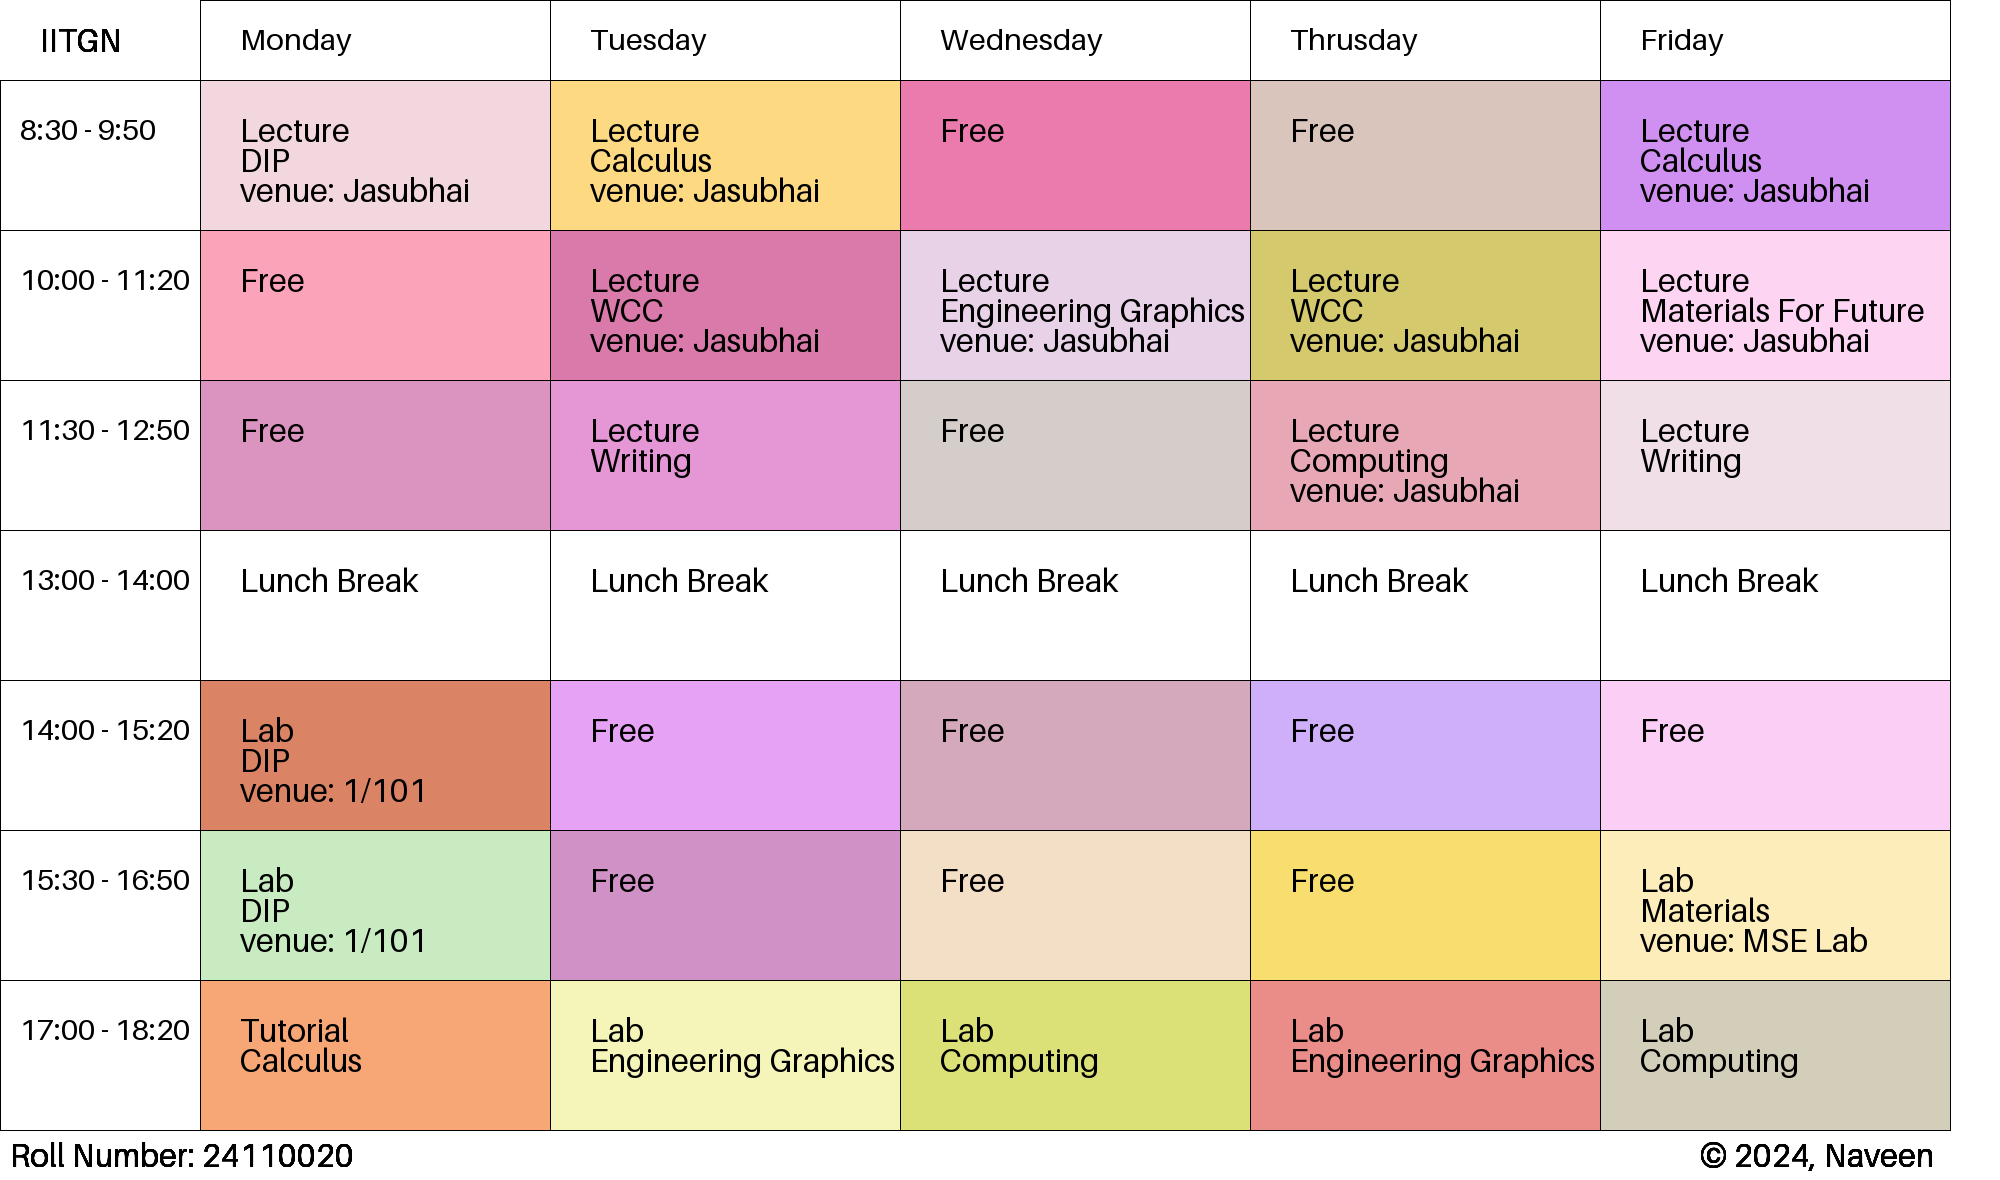 IITGN Monday Tuesday Wednesday Thrusday Friday
8:30 - 9:50
Lecture
DIP
venue: Jasubhai
Lecture
Calculus
venue: Jasubhai
Free
Free
Lecture
Calculus
venue: Jasubhai
10:00 - 11:20
Free
Lecture
WCC
venue: Jasubhai
Lecture
Engineering Graphics
venue: Jasubhai
Lecture
WCC
venue: Jasubhai
Lecture
Materials For Future
venue: Jasubhai
11:30 - 12:50
Free
Lecture
Writing
Free
Lecture
Computing
venue: Jasubhai
Lecture
Writing
13:00 - 14:00
Lunch Break
Lunch Break
Lunch Break
Lunch Break
Lunch Break
14:00 - 15:20
Lab
DIP
venue: 1/101
Free
Free
Free
Free
15:30 - 16:50
Lab
DIP
venue: 1/101
Free
Free
Free
Lab
Materials
venue: MSE Lab
17:00 - 18:20
Tutorial
Calculus
Lab
Engineering Graphics
Lab
Computing
Lab
Engineering Graphics
Lab
Computing
Roll Number: 24110020
© 2024, Naveen